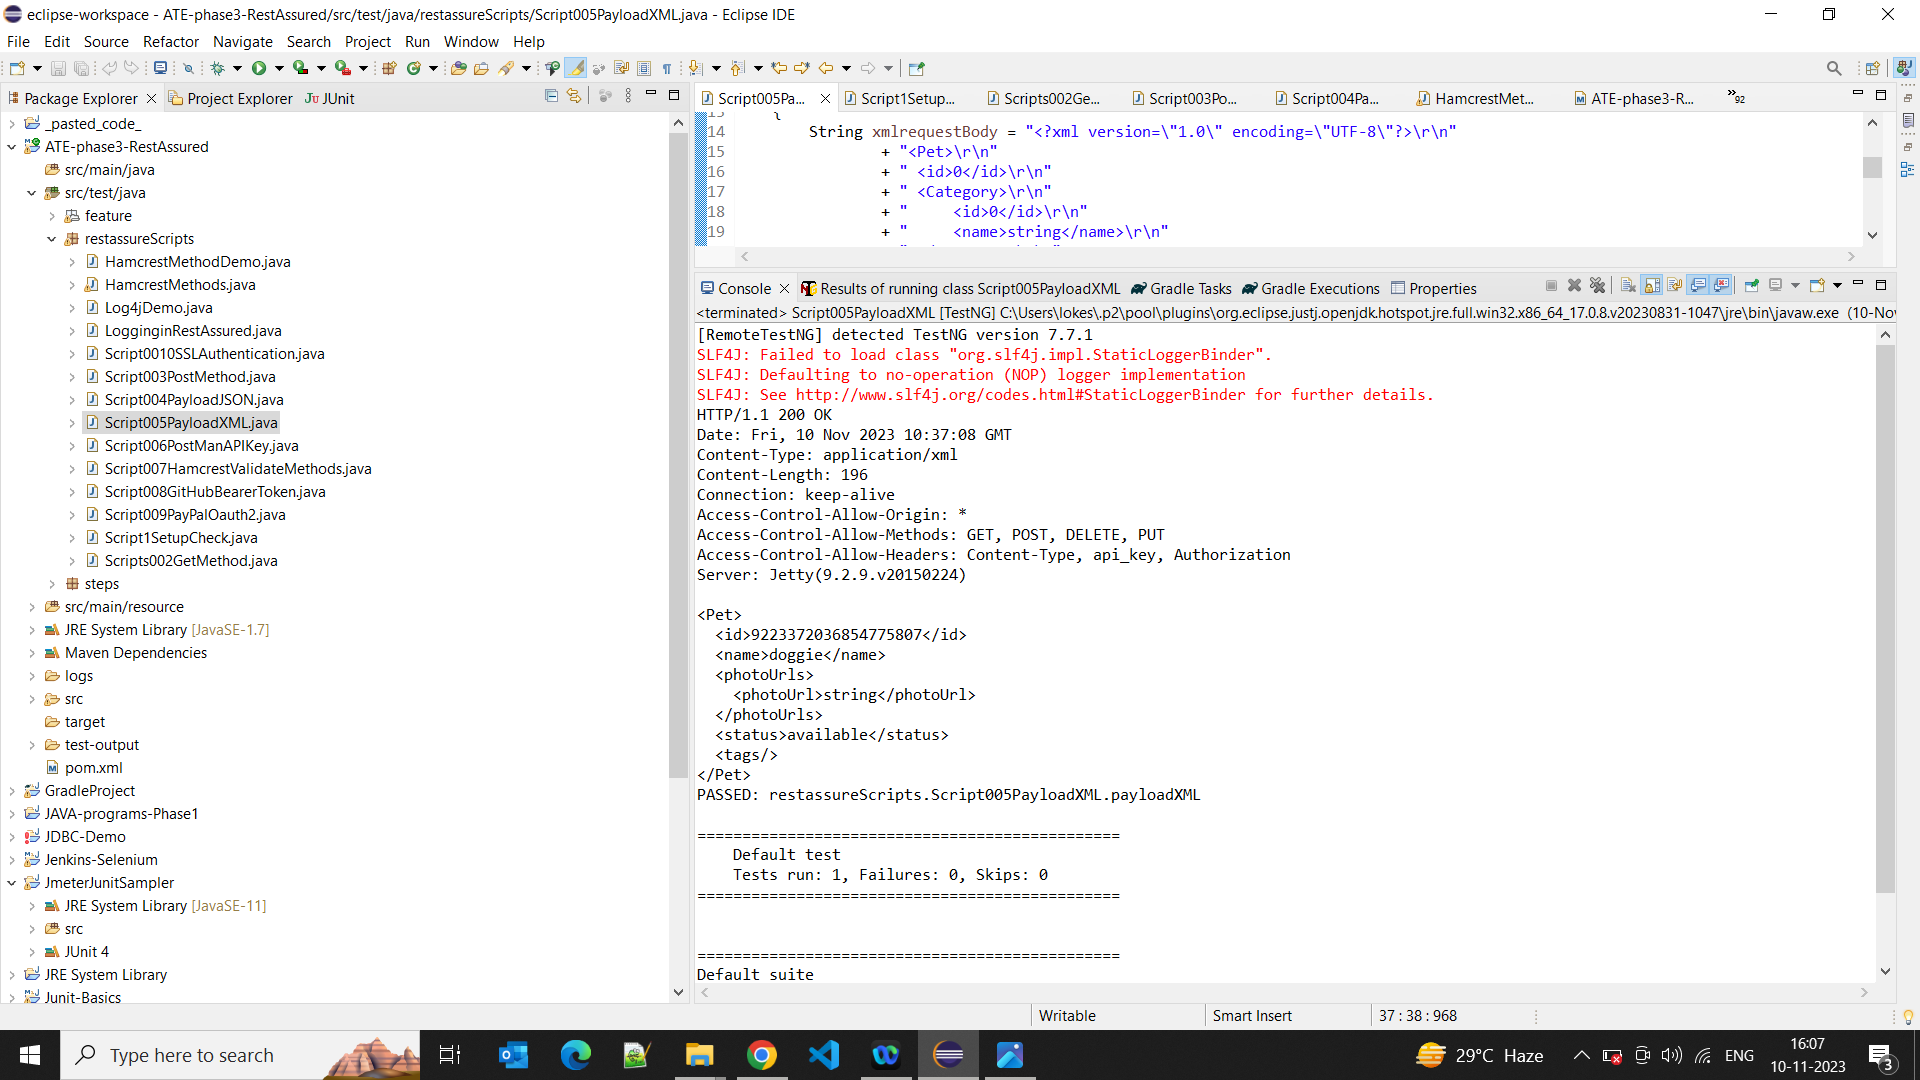 eclipse-workspace - ATE-phase3-RestAssured/src/test/java/restassureScripts/Script005PayloadXML.java - Eclipse IDE
File Edit Source Refactor Navigate Search Project Run Window Help
Package Explorer Project Explorer Ju JUnit
_pasted_code_
ATE-phase3-RestAssured
src/main/java
src/test/java
feature
restassureScripts
HamcrestMethodDemo.java
HamcrestMethods.java
Log4jDemo.java
LogginginRestAssured.java
Script0010SSLAuthentication.java
Script003PostMethod.java
Script004PayloadJSON.java
Script005PayloadXML.java
Script006PostManAPIKey.java
Script007HamcrestValidateMethods.java
Script008GitHubBearerToken.java
Script009PayPalOauth2.java
Script1SetupCheck.java
Scripts002GetMethod.java
steps
src/main/resource
JRE System Library [JavaSE-1.7]
Maven Dependencies
logs
src
target
test-output
pom.xml
GradleProject
JAVA-programs-Phase1
JDBC-Demo
Jenkins-Selenium
JmeterJunitSampler
JRE System Library [JavaSE-11]
src
JUnit 4
JRE System Library
Junit-Basics
Script005Pa... Script1Setup... Scripts002Ge... Script003Po... Script004Pa... HamcrestMet... ATE-phase3-R... »92
13 {
14 String xmlrequestBody = "<?xml version=\"1.0\" encoding=\"UTF-8\"?>\r\n"
15 + "<Pet>\r\n"
16 + " <id>0</id>\r\n"
17 + " <Category>\r\n"
18 + "     <id>0</id>\r\n"
19 + "     <name>string</name>\r\n"
Console Results of running class Script005PayloadXML Gradle Tasks Gradle Executions Properties
<terminated> Script005PayloadXML [TestNG] C:\Users\lokes\.p2\pool\plugins\org.eclipse.justj.openjdk.hotspot.jre.full.win32.x86_64_17.0.8.v20230831-1047\jre\bin\javaw.exe (10-Nov
[RemoteTestNG] detected TestNG version 7.7.1
SLF4J: Failed to load class "org.slf4j.impl.StaticLoggerBinder".
SLF4J: Defaulting to no-operation (NOP) logger implementation
SLF4J: See http://www.slf4j.org/codes.html#StaticLoggerBinder for further details.
HTTP/1.1 200 OK
Date: Fri, 10 Nov 2023 10:37:08 GMT
Content-Type: application/xml
Content-Length: 196
Connection: keep-alive
Access-Control-Allow-Origin: *
Access-Control-Allow-Methods: GET, POST, DELETE, PUT
Access-Control-Allow-Headers: Content-Type, api_key, Authorization
Server: Jetty(9.2.9.v20150224)
<Pet>
<id>9223372036854775807</id>
<name>doggie</name>
<photoUrls>
<photoUrl>string</photoUrl>
</photoUrls>
<status>available</status>
<tags/>
</Pet>
PASSED: restassureScripts.Script005PayloadXML.payloadXML
===============================================
Default test
Tests run: 1, Failures: 0, Skips: 0
===============================================
===============================================
Default suite
Writable Smart Insert 37 : 38 : 968
Type here to search
29°C Haze
ENG
16:07
10-11-2023
3